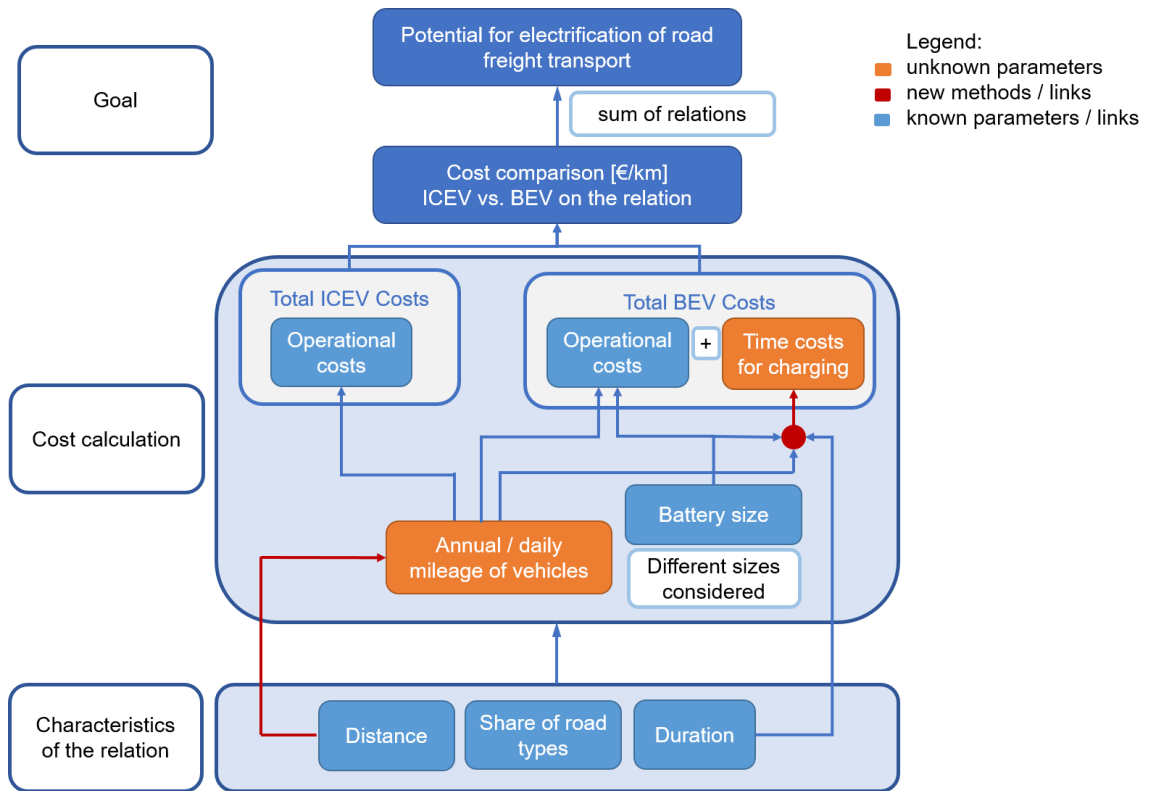 Potential for electrification of road
freight transport
Legend:
unknown parameters
new methods / links
known parameters / links
Goal
sum of relations
Cost comparison [€/km]
ICEV vs. BEV on the relation
Total ICEV Costs
Operational
costs
Total BEV Costs
Operational
costs
+
Time costs
for charging
Cost calculation
Battery size
Different sizes
considered
Annual / daily
mileage of vehicles
Characteristics
of the relation
Distance
Share of road
types
Duration